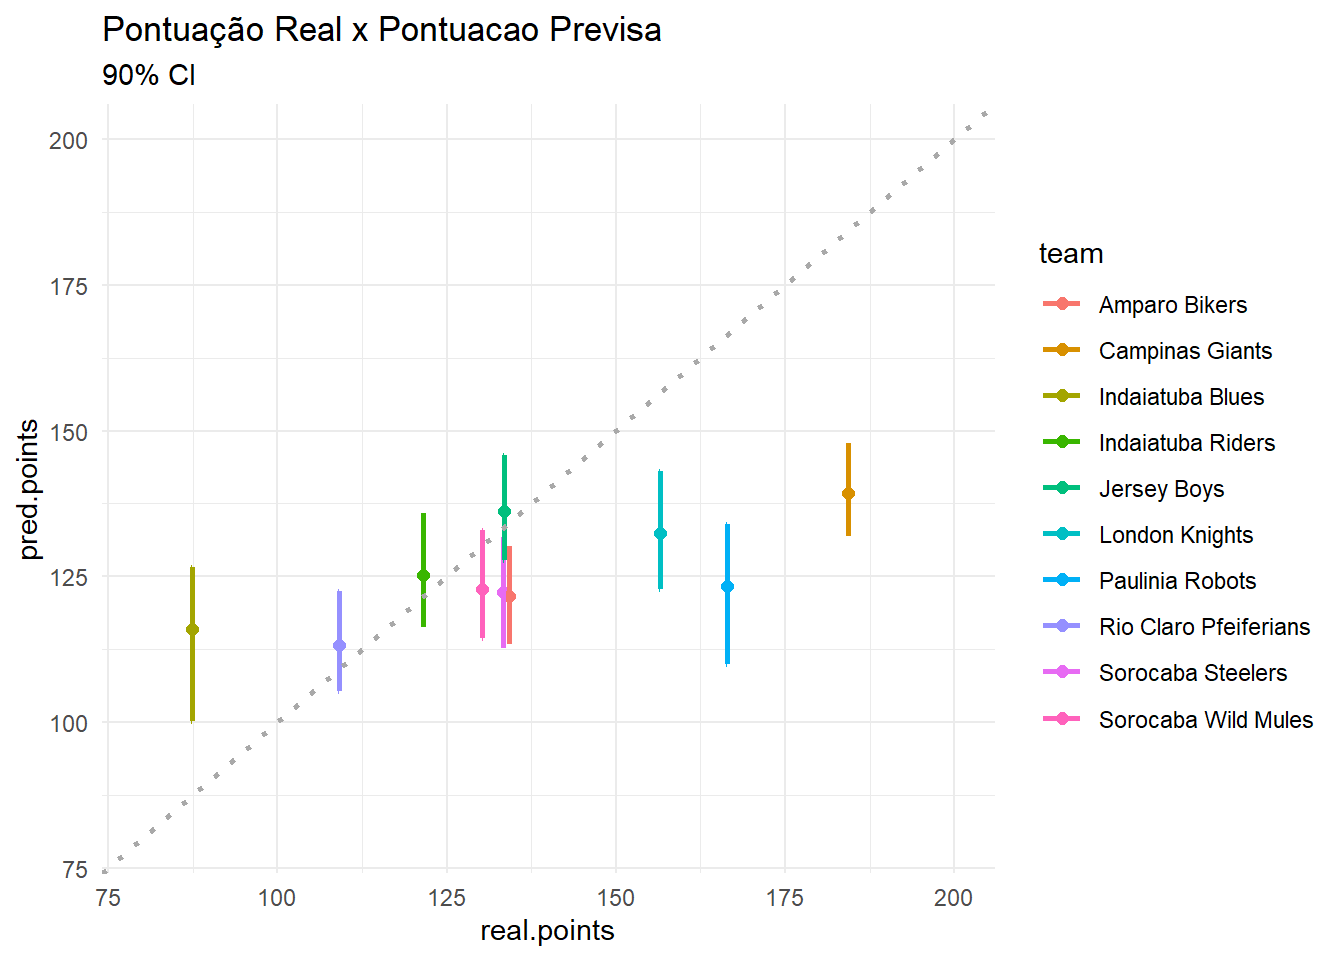 Pontuação Real x Pontuacao Previsa
90% CI
200
175
150
125
100
75
pred.points
75 100 125 150 175 200
real.points
team
Amparo Bikers
Campinas Giants
Indaiatuba Blues
Indaiatuba Riders
Jersey Boys
London Knights
Paulinia Robots
Rio Claro Pfeiferians
Sorocaba Steelers
Sorocaba Wild Mules